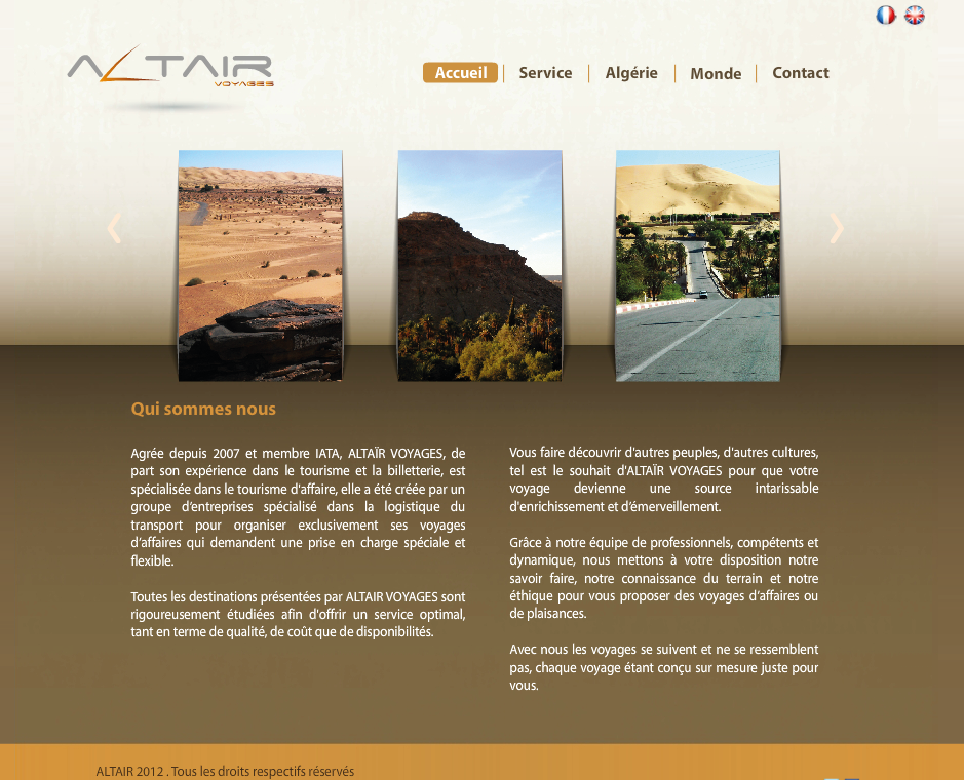 ALTAIR
VOYAGES
Accueil
Service
Algérie
Monde
Contact
Qui sommes nous
Agrée depuis 2007 et membre IATA, ALTAÏR VOYAGES, de
part son expérience dans le tourisme et la billetterie, est
spécialisée dans le tourisme d'affaire, elle a été créée par un
groupe d'entreprises spécialisé dans la logistique du
transport pour organiser exclusivement ses voyages
d'affaires qui demandent une prise en charge spéciale et
flexible.
Toutes les destinations présentées par ALTAIR VOYAGES sont
rigoureusement étudiées afin d'offrir un service optimal,
tant en terme de qualité, de coût que de disponibilités.
Vous faire découvrir d'autres peuples, d'autres cultures,
tel est le souhait d'ALTAÏR VOYAGES pour que votre
voyage devienne une source intarissable
d'enrichissement et d'émerveillement.
Grâce à notre équipe de professionnels, compétents et
dynamique, nous mettons à votre disposition notre
savoir faire, notre connaissance du terrain et notre
éthique pour vous proposer des voyages d'affaires ou
de plaisances.
Avec nous les voyages se suivent et ne se ressemblent
pas, chaque voyage étant conçu sur mesure juste pour
vous.
ALTAIR 2012 . Tous les droits respectifs réservés